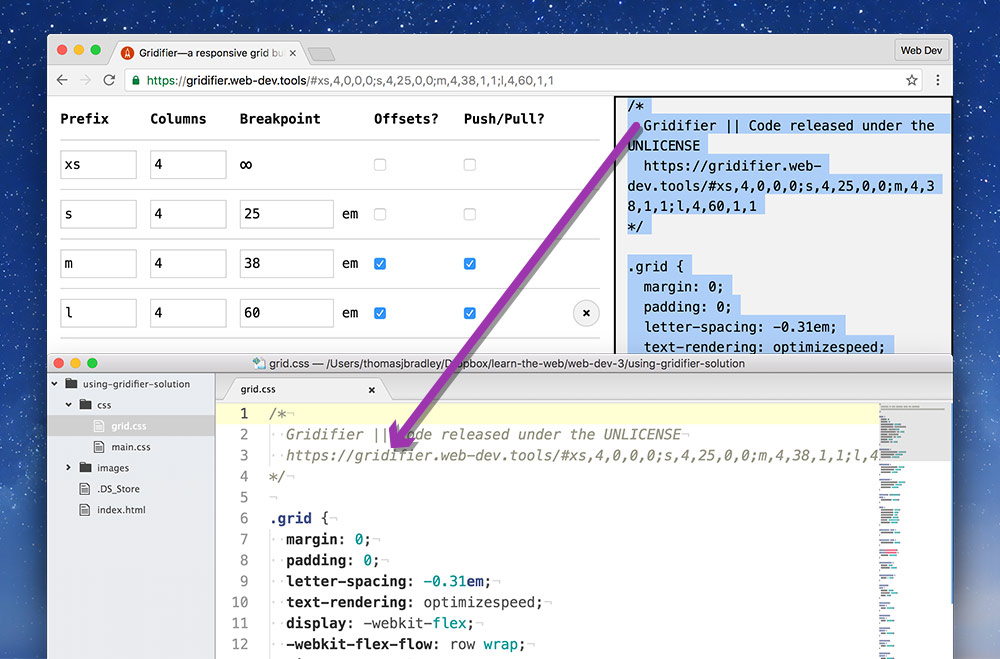 Gridifier—a responsive grid bu
Web Dev
https://gridifier.web-dev.tools/#xs,4,0,0,0;s,4,25,0,0;m,4,38,1,1;l,4,60,1,1
Prefix Columns Breakpoint Offsets? Push/Pull?
xs 4 ∞
s 4 25 em
m 4 38 em
l 4 60 em
/*
Gridifier || Code released under the
UNLICENSE
https://gridifier.web-
dev.tools/#xs,4,0,0,0;s,4,25,0,0;m,4,3
8,1,1;l,4,60,1,1
*/
.grid {
margin: 0;
padding: 0;
letter-spacing: -0.31em;
text-rendering: optimizespeed;
grid.css — /Users/thomasjbradley/Dropbox/learn-the-web/web-dev-3/using-gridifier-solution
using-gridifier-solution
css
grid.css
main.css
images
.DS_Store
index.html
grid.css
1 /*
2 Gridifier || Code released under the UNLICENSE
3 https://gridifier.web-dev.tools/#xs,4,0,0,0;s,4,25,0,0;m,4,38,1,1;l,4
4 */
5
6 .grid {
7 margin: 0;
8 padding: 0;
9 letter-spacing: -0.31em;
10 text-rendering: optimizespeed;
11 display: -webkit-flex;
12 -webkit-flex-flow: row wrap;